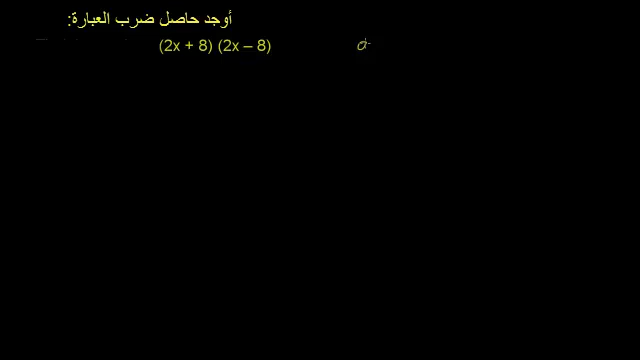 أوجد حاصل ضرب العبارة:
(2x + 8) (2x – 8)